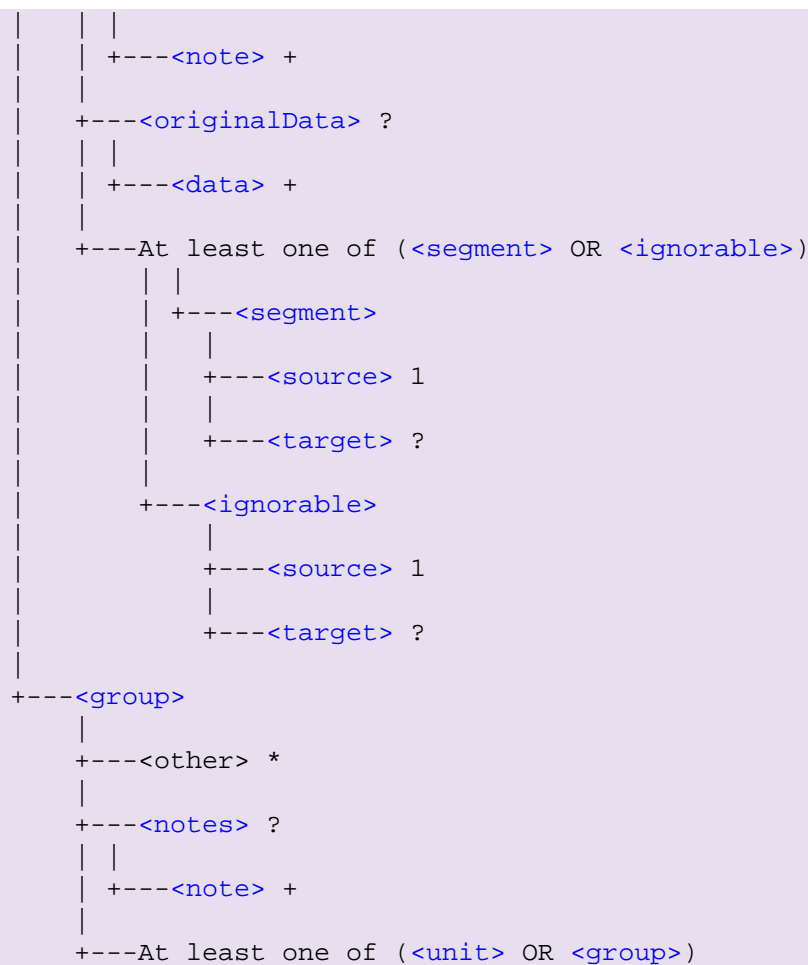 |    | |
|    | +---<note> +
|    |
|    +---<originalData> ?
|    | |
|    | +---<data> +
|    |
|    +---At least one of (<segment> OR <ignorable>)
|        | |
|        | +---<segment>
|        |   |
|        |   +---<source> 1
|        |   |
|        |   +---<target> ?
|        |
|        +---<ignorable>
|            |
|            +---<source> 1
|            |
|            +---<target> ?
|
+---<group>
    |
    +---<other> *
    |
    +---<notes> ?
    | |
    | +---<note> +
    |
    +---At least one of (<unit> OR <group>)